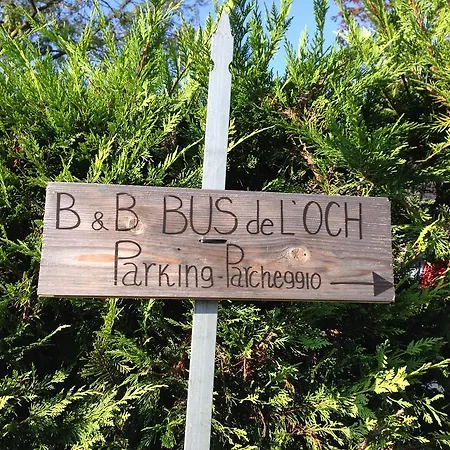 B & B BUS de L'OCH
Parking-Parcheggio